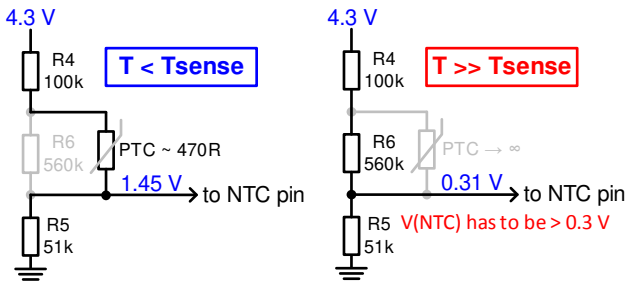 4.3 V
R4
100k
T < Tsense
R6
560k
PTC ~ 470R
1.45 V
to NTC pin
R5
51k
4.3 V
R4
100k
T >> Tsense
R6
560k
PTC → ∞
0.31 V
to NTC pin
R5
51k
V(NTC) has to be > 0.3 V